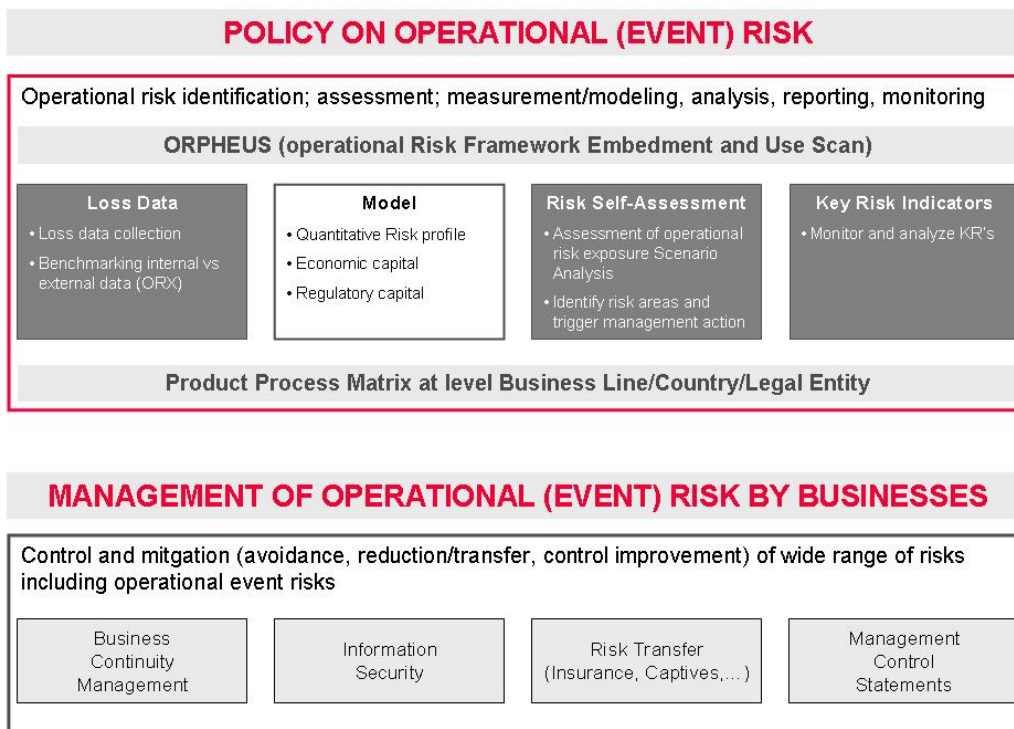 POLICY ON OPERATIONAL (EVENT) RISK
Operational risk identification; assessment; measurement/modeling, analysis, reporting, monitoring
ORPHEUS (operational Risk Framework Embedment and Use Scan)
Loss Data
• Loss data collection
• Benchmarking internal vs
external data (ORX)
Model
• Quantitative Risk profile
• Economic capital
• Regulatory capital
Risk Self-Assessment
• Assessment of operational
risk exposure Scenario
Analysis
• Identify risk areas and
trigger management action
Key Risk Indicators
• Monitor and analyze KR's
Product Process Matrix at level Business Line/Country/Legal Entity
MANAGEMENT OF OPERATIONAL (EVENT) RISK BY BUSINESSES
Control and mitgation (avoidance, reduction/transfer, control improvement) of wide range of risks
including operational event risks
Business
Continuity
Management
Information
Security
Risk Transfer
(Insurance, Captives,...)
Management
Control
Statements